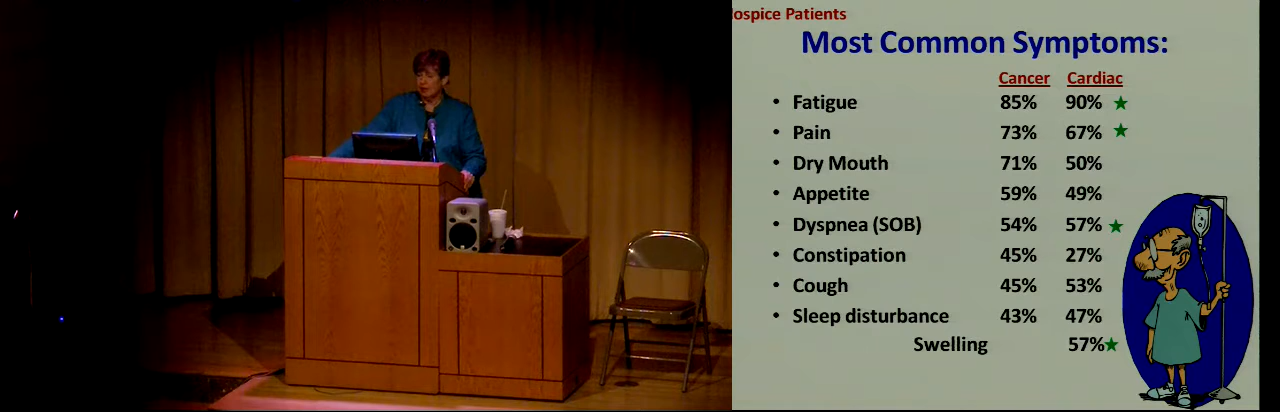 ospice Patients
Most Common Symptoms:
Cancer Cardiac
• Fatigue 85% 90% ★
• Pain 73% 67% ★
• Dry Mouth 71% 50%
• Appetite 59% 49%
• Dyspnea (SOB) 54% 57% ★
• Constipation 45% 27%
• Cough 45% 53%
• Sleep disturbance 43% 47%
Swelling 57%★